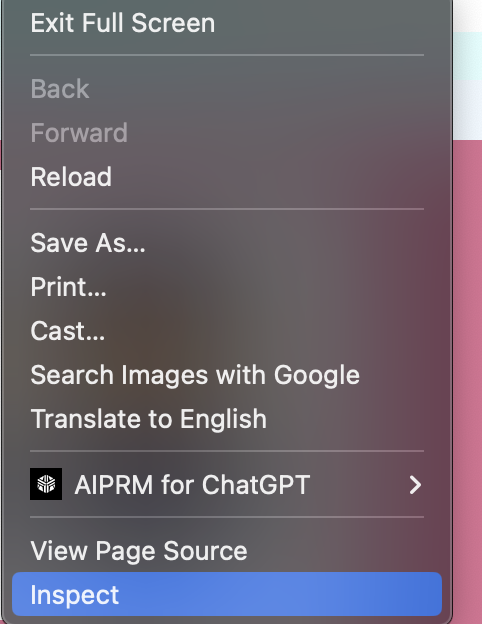 Exit Full Screen
Back
Forward
Reload
Save As...
Print...
Cast...
Search Images with Google
Translate to English
AIPRM for ChatGPT
View Page Source
Inspect